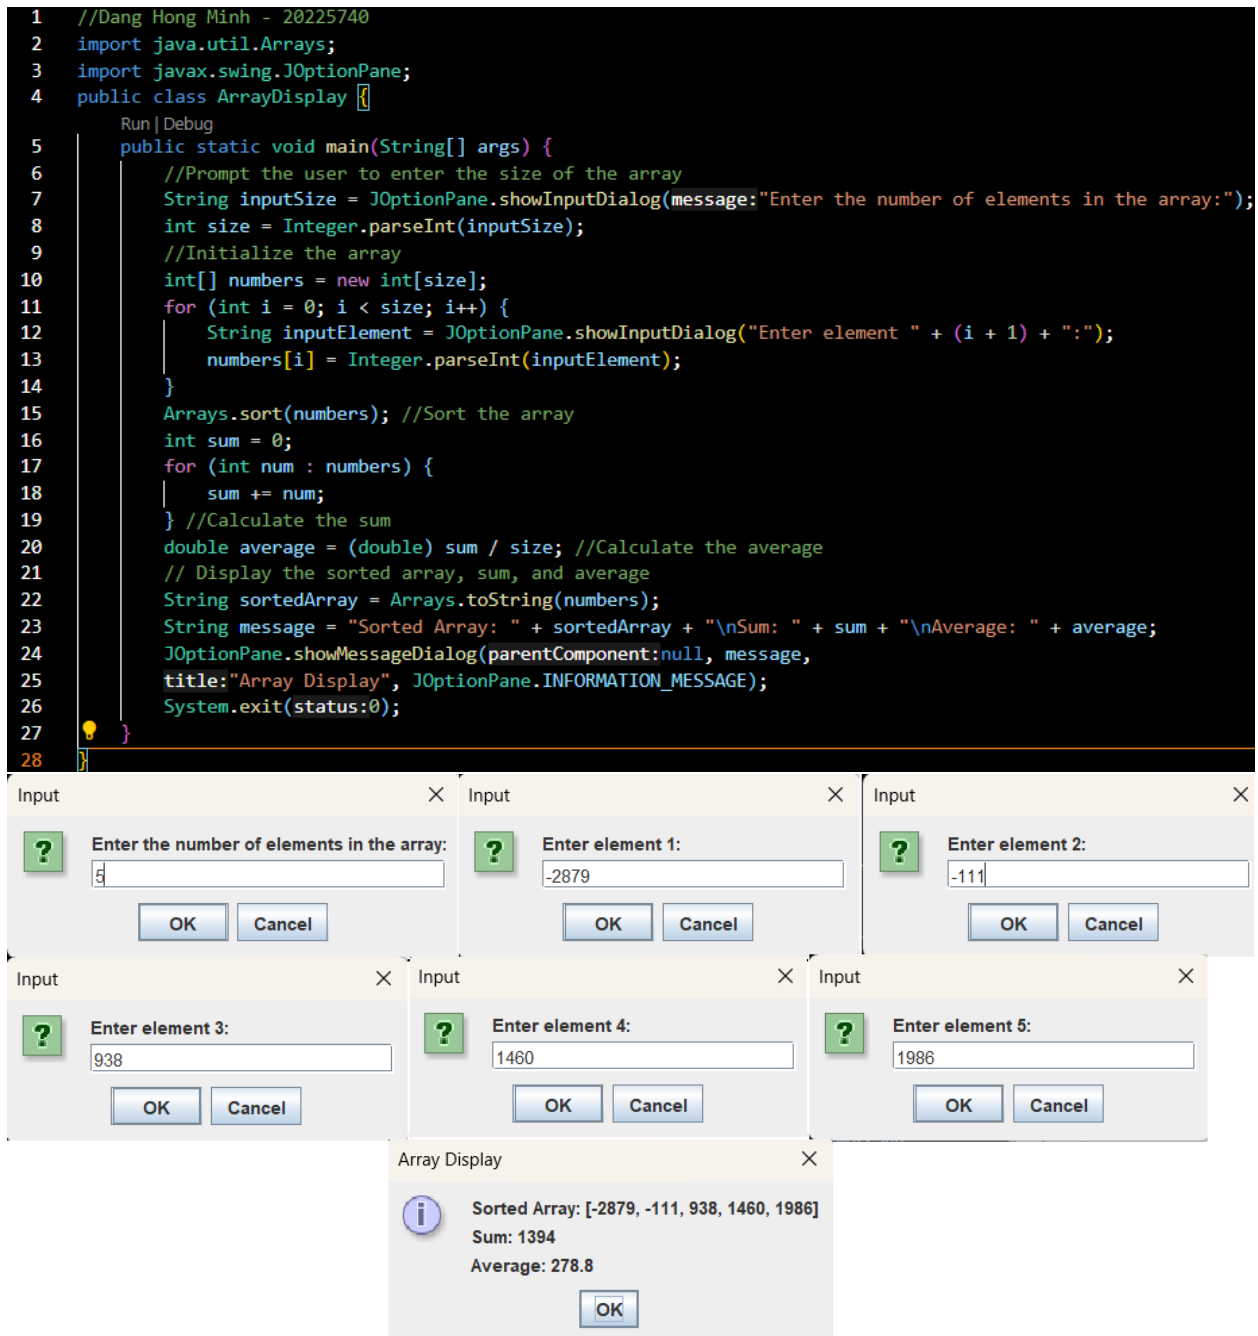 1 //Dang Hong Minh - 20225740
2 import java.util.Arrays;
3 import javax.swing.JOptionPane;
4 public class ArrayDisplay {
Run | Debug
5 public static void main(String[] args) {
6 //Prompt the user to enter the size of the array
7 String inputSize = JOptionPane.showInputDialog(message:"Enter the number of elements in the array:");
8 int size = Integer.parseInt(inputSize);
9 //Initialize the array
10 int[] numbers = new int[size];
11 for (int i = 0; i < size; i++) {
12 String inputElement = JOptionPane.showInputDialog("Enter element " + (i + 1) + ":");
13 numbers[i] = Integer.parseInt(inputElement);
14 }
15 Arrays.sort(numbers); //Sort the array
16 int sum = 0;
17 for (int num : numbers) {
18 sum += num;
19 } //Calculate the sum
20 double average = (double) sum / size; //Calculate the average
21 // Display the sorted array, sum, and average
22 String sortedArray = Arrays.toString(numbers);
23 String message = "Sorted Array: " + sortedArray + "\nSum: " + sum + "\nAverage: " + average;
24 JOptionPane.showMessageDialog(parentComponent:null, message,
25 title:"Array Display", JOptionPane.INFORMATION_MESSAGE);
26 System.exit(status:0);
27 }
28 }
Input
Enter the number of elements in the array:
5
OK Cancel
Input
Enter element 1:
-2879
OK Cancel
Input
Enter element 2:
-111
OK Cancel
Input
Enter element 3:
938
OK Cancel
Input
Enter element 4:
1460
OK Cancel
Input
Enter element 5:
1986
OK Cancel
Array Display
Sorted Array: [-2879, -111, 938, 1460, 1986]
Sum: 1394
Average: 278.8
OK